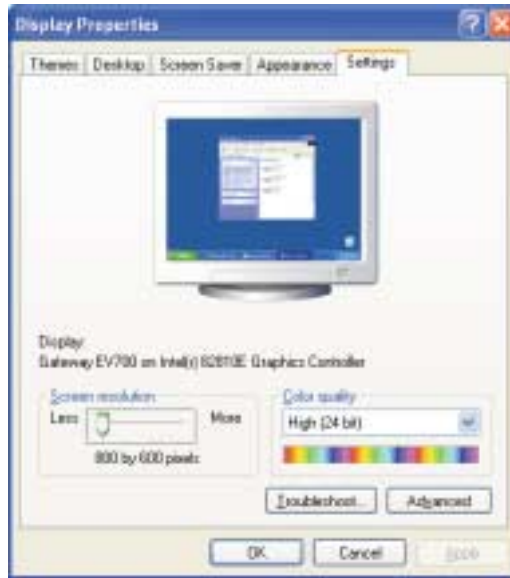 Display Properties
Themes Desktop Screen Saver Appearance Settings
Display:
Gateway EV700 on Intel(r) 82810E Graphics Controller
Screen resolution
Less More
800 by 600 pixels
Color quality
High (24 bit)
Troubleshoot... Advanced
OK Cancel Apply